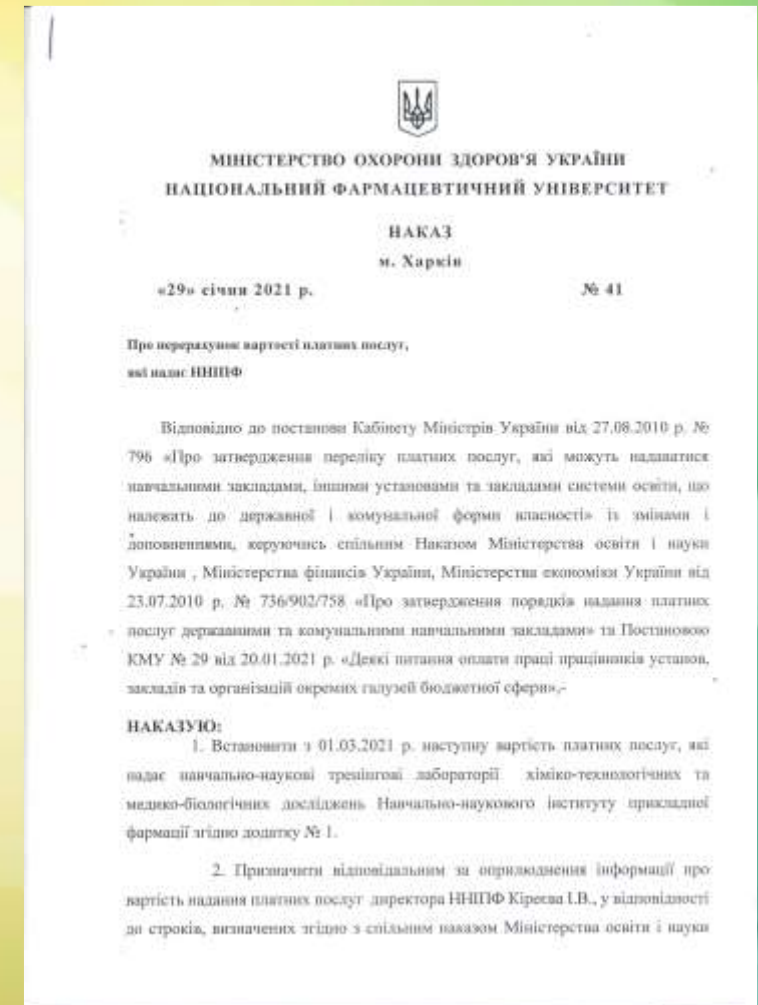 МІНІСТЕРСТВО ОХОРОНИ ЗДОРОВ'Я УКРАЇНИ
НАЦІОНАЛЬНИЙ ФАРМАЦЕВТИЧНИЙ УНІВЕРСИТЕТ
НАКАЗ
м. Харків
«29» січня 2021 р. № 41
Про перерахунок вартості платних послуг,
які надає ННІПФ
Відповідно до постанови Кабінету Міністрів України від 27.08.2010 р. №
796 «Про затвердження переліку платних послуг, які можуть надаватися
навчальними закладами, іншими установами та закладами системи освіти, що
належать до державної і комунальної форми власності» із змінами і
доповненнями, керуючись спільним Наказом Міністерства освіти і науки
України , Міністерства фінансів України, Міністерства економіки України від
23.07.2010 р. № 736/902/758 «Про затвердження порядків надання платних
послуг державними та комунальними навчальними закладами» та Постановою
КМУ № 29 від 20.01.2021 р. «Деякі питання оплати праці працівників установ,
закладів та організацій окремих галузей бюджетної сфери»,-
НАКАЗУЮ:
1. Встановити з 01.03.2021 р. наступну вартість платних послуг, які
надає навчально-наукові тренінгові лабораторії хіміко-технологічних та
медико-біологічних досліджень Навчально-наукового інституту прикладної
фармації згідно додатку № 1.
2. Призначити відповідальним за оприлюднення інформації про
вартість надання платних послуг директора ННІПФ Кірєєва І.В., у відповідності
до строків, визначених згідно з спільним наказом Міністерства освіти і науки